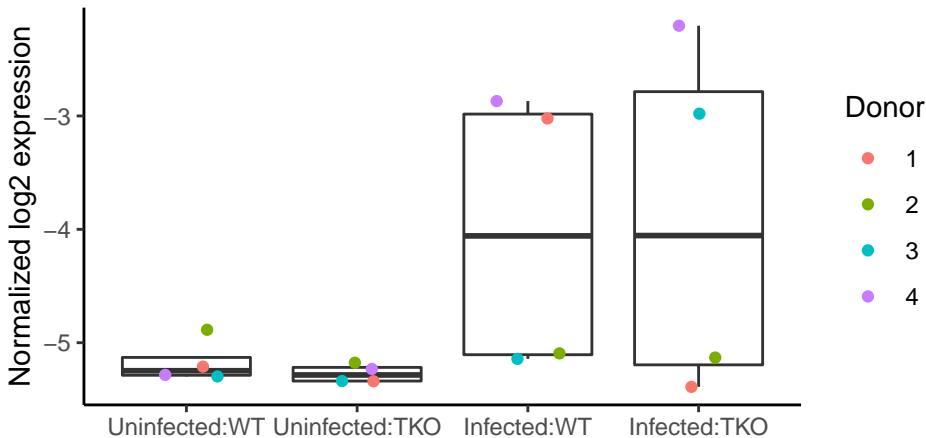 Normalized log2 expression
−3
−4
−5
Uninfected:WT
Uninfected:TKO
Infected:WT
Infected:TKO
Donor
1
2
3
4